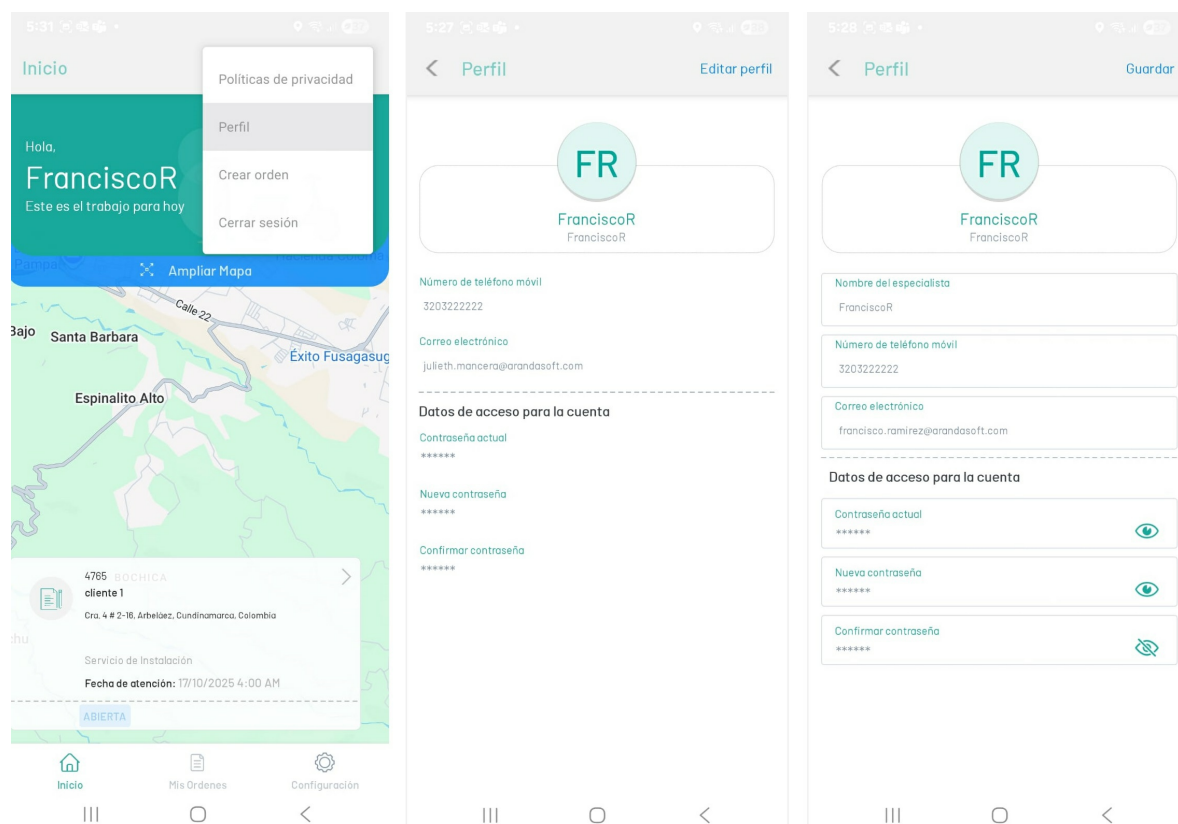 5:31
Inicio
Políticas de privacidad
Perfil
Crear orden
Cerrar sesión
Hola,
FranciscoR
Este es el trabajo para hoy
Ampliar Mapa
Calle 22
Bajo
Santa Barbara
Éxito Fusagasug
Espinalito Alto
4765
BOCHICA
cliente 1
Cra. 4 # 2-16, Arbeláez, Cundinamarca, Colombia
Servicio de Instalación
Fecha de atención: 17/10/2025 4:00 AM
ABIERTA
Inicio
Mis Ordenes
Configuración
5:27
Perfil
Editar perfil
FR
FranciscoR
FranciscoR
Número de teléfono móvil
3203222222
Correo electrónico
julieth.mancera@arandasoft.com
Datos de acceso para la cuenta
Contraseña actual
******
Nueva contraseña
******
Confirmar contraseña
******
5:28
Perfil
Guardar
FR
FranciscoR
FranciscoR
Nombre del especialista
FranciscoR
Número de teléfono móvil
3203222222
Correo electrónico
francisco.ramirez@arandasoft.com
Datos de acceso para la cuenta
Contraseña actual
******
Nueva contraseña
******
Confirmar contraseña
******